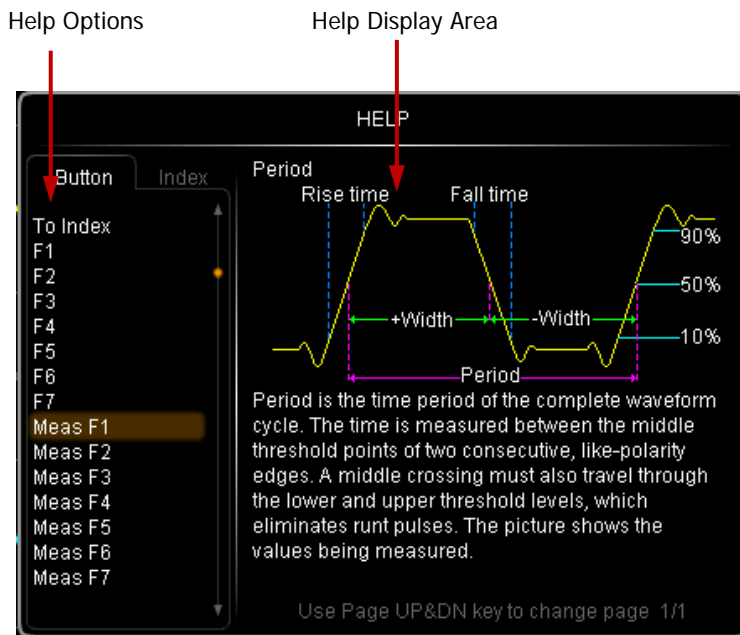 Help Options
Help Display Area
HELP
Button
Index
To Index
F1
F2
F3
F4
F5
F6
F7
Meas F1
Meas F2
Meas F3
Meas F4
Meas F5
Meas F6
Meas F7
Period
Rise time
Fall time
90%
50%
+Width
-Width
10%
Period
Period is the time period of the complete waveform
cycle. The time is measured between the middle
threshold points of two consecutive, like-polarity
edges. A middle crossing must also travel through
the lower and upper threshold levels, which
eliminates runt pulses. The picture shows the
values being measured.
Use Page UP&DN key to change page 1/1